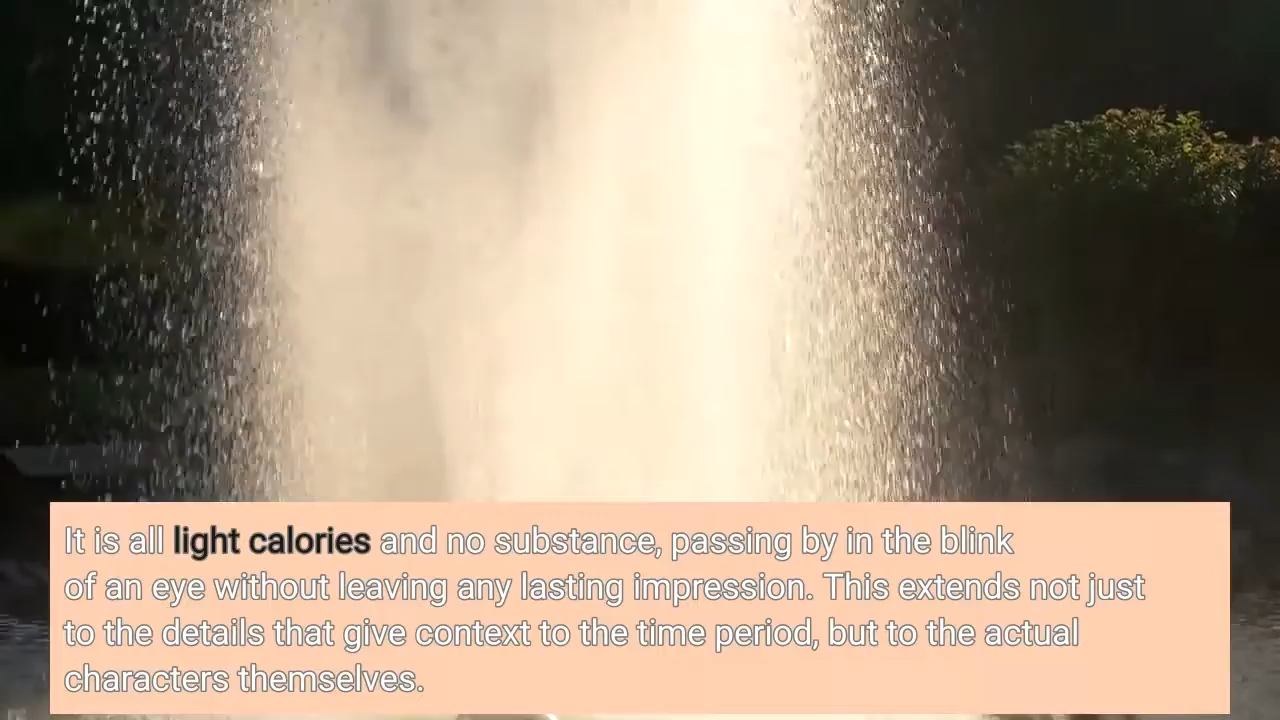 It is all light calories and no substance, passing by in the blink
of an eye without leaving any lasting impression. This extends not just
to the details that give context to the time period, but to the actual
characters themselves.